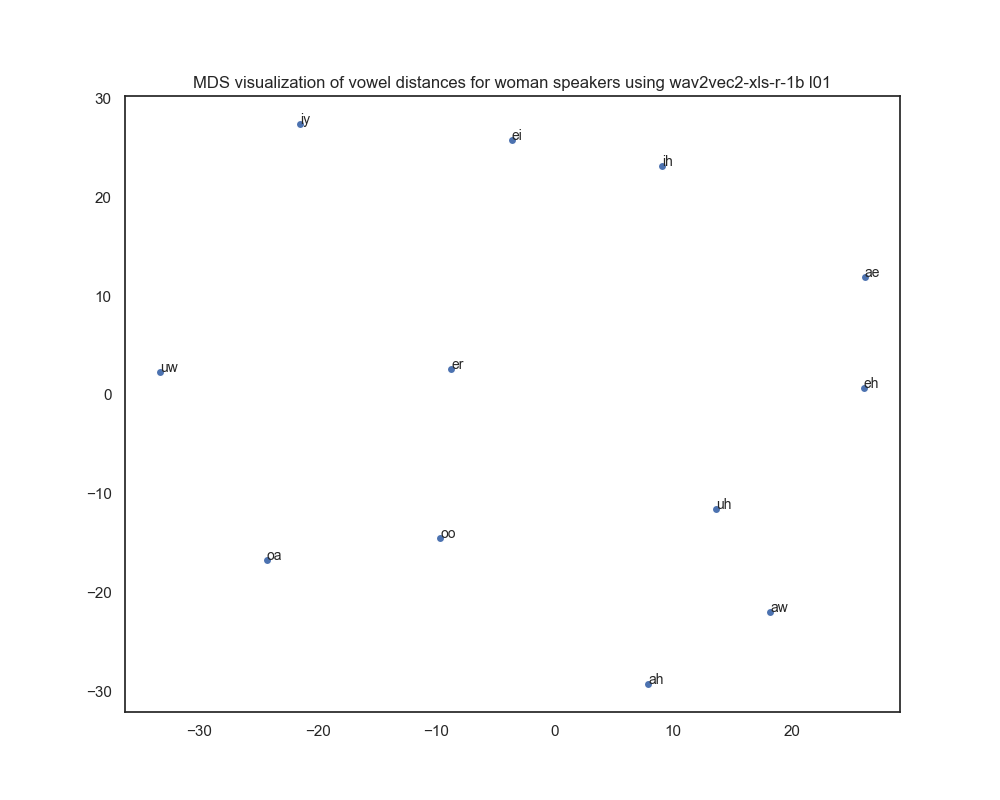 MDS visualization of vowel distances for woman speakers using wav2vec2-xls-r-1b l01
30
iy
ei
ih
20
ae
10
uw
er
eh
0
−10
uh
oo
oa
−20
aw
ah
−30
−30 −20 −10 0 10 20